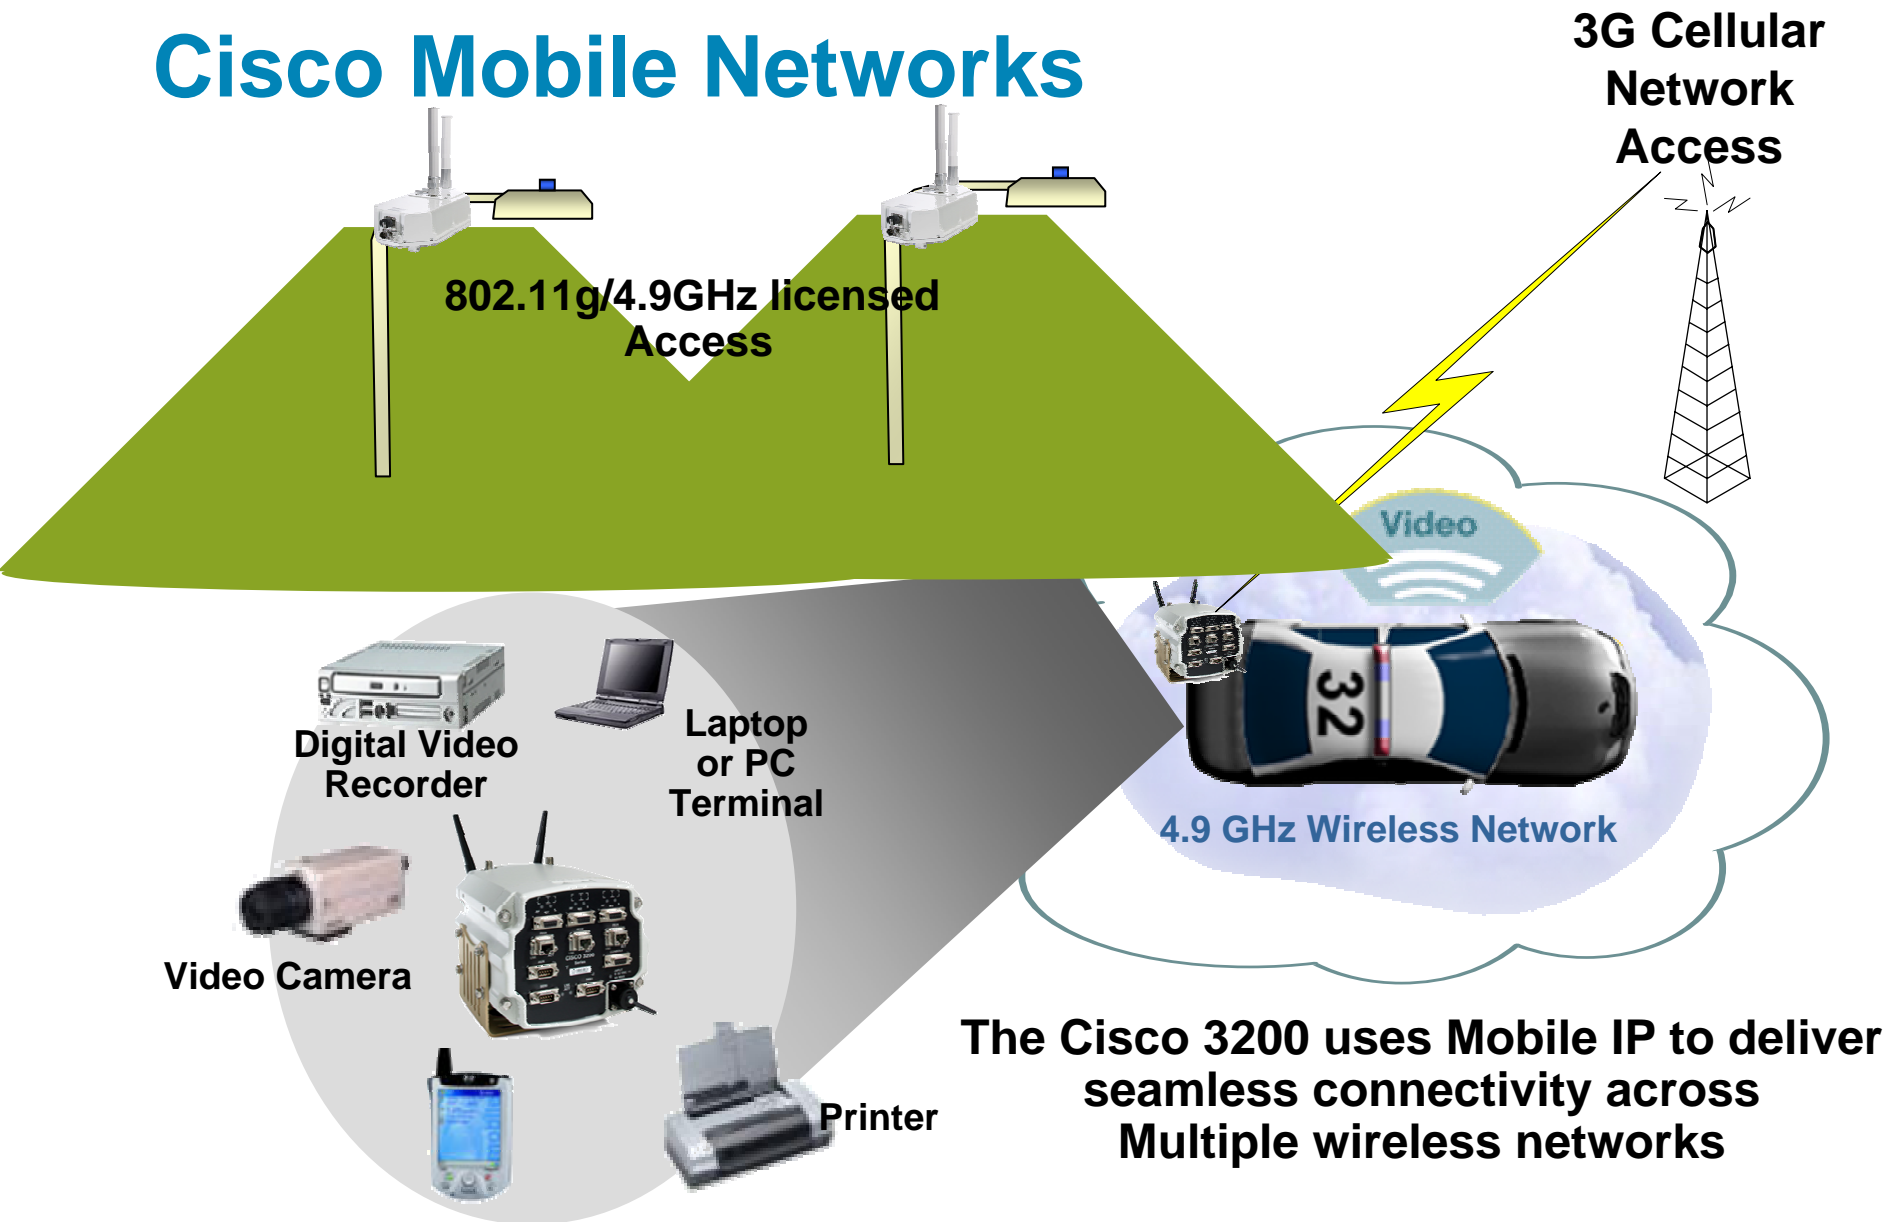 Cisco Mobile Networks
3G Cellular
Network
Access
802.11g/4.9GHz licensed
Access
Video
32
Digital Video
Recorder
Laptop
or PC
Terminal
4.9 GHz Wireless Network
Video Camera
CISCO 3200
Printer
The Cisco 3200 uses Mobile IP to deliver
seamless connectivity across
Multiple wireless networks